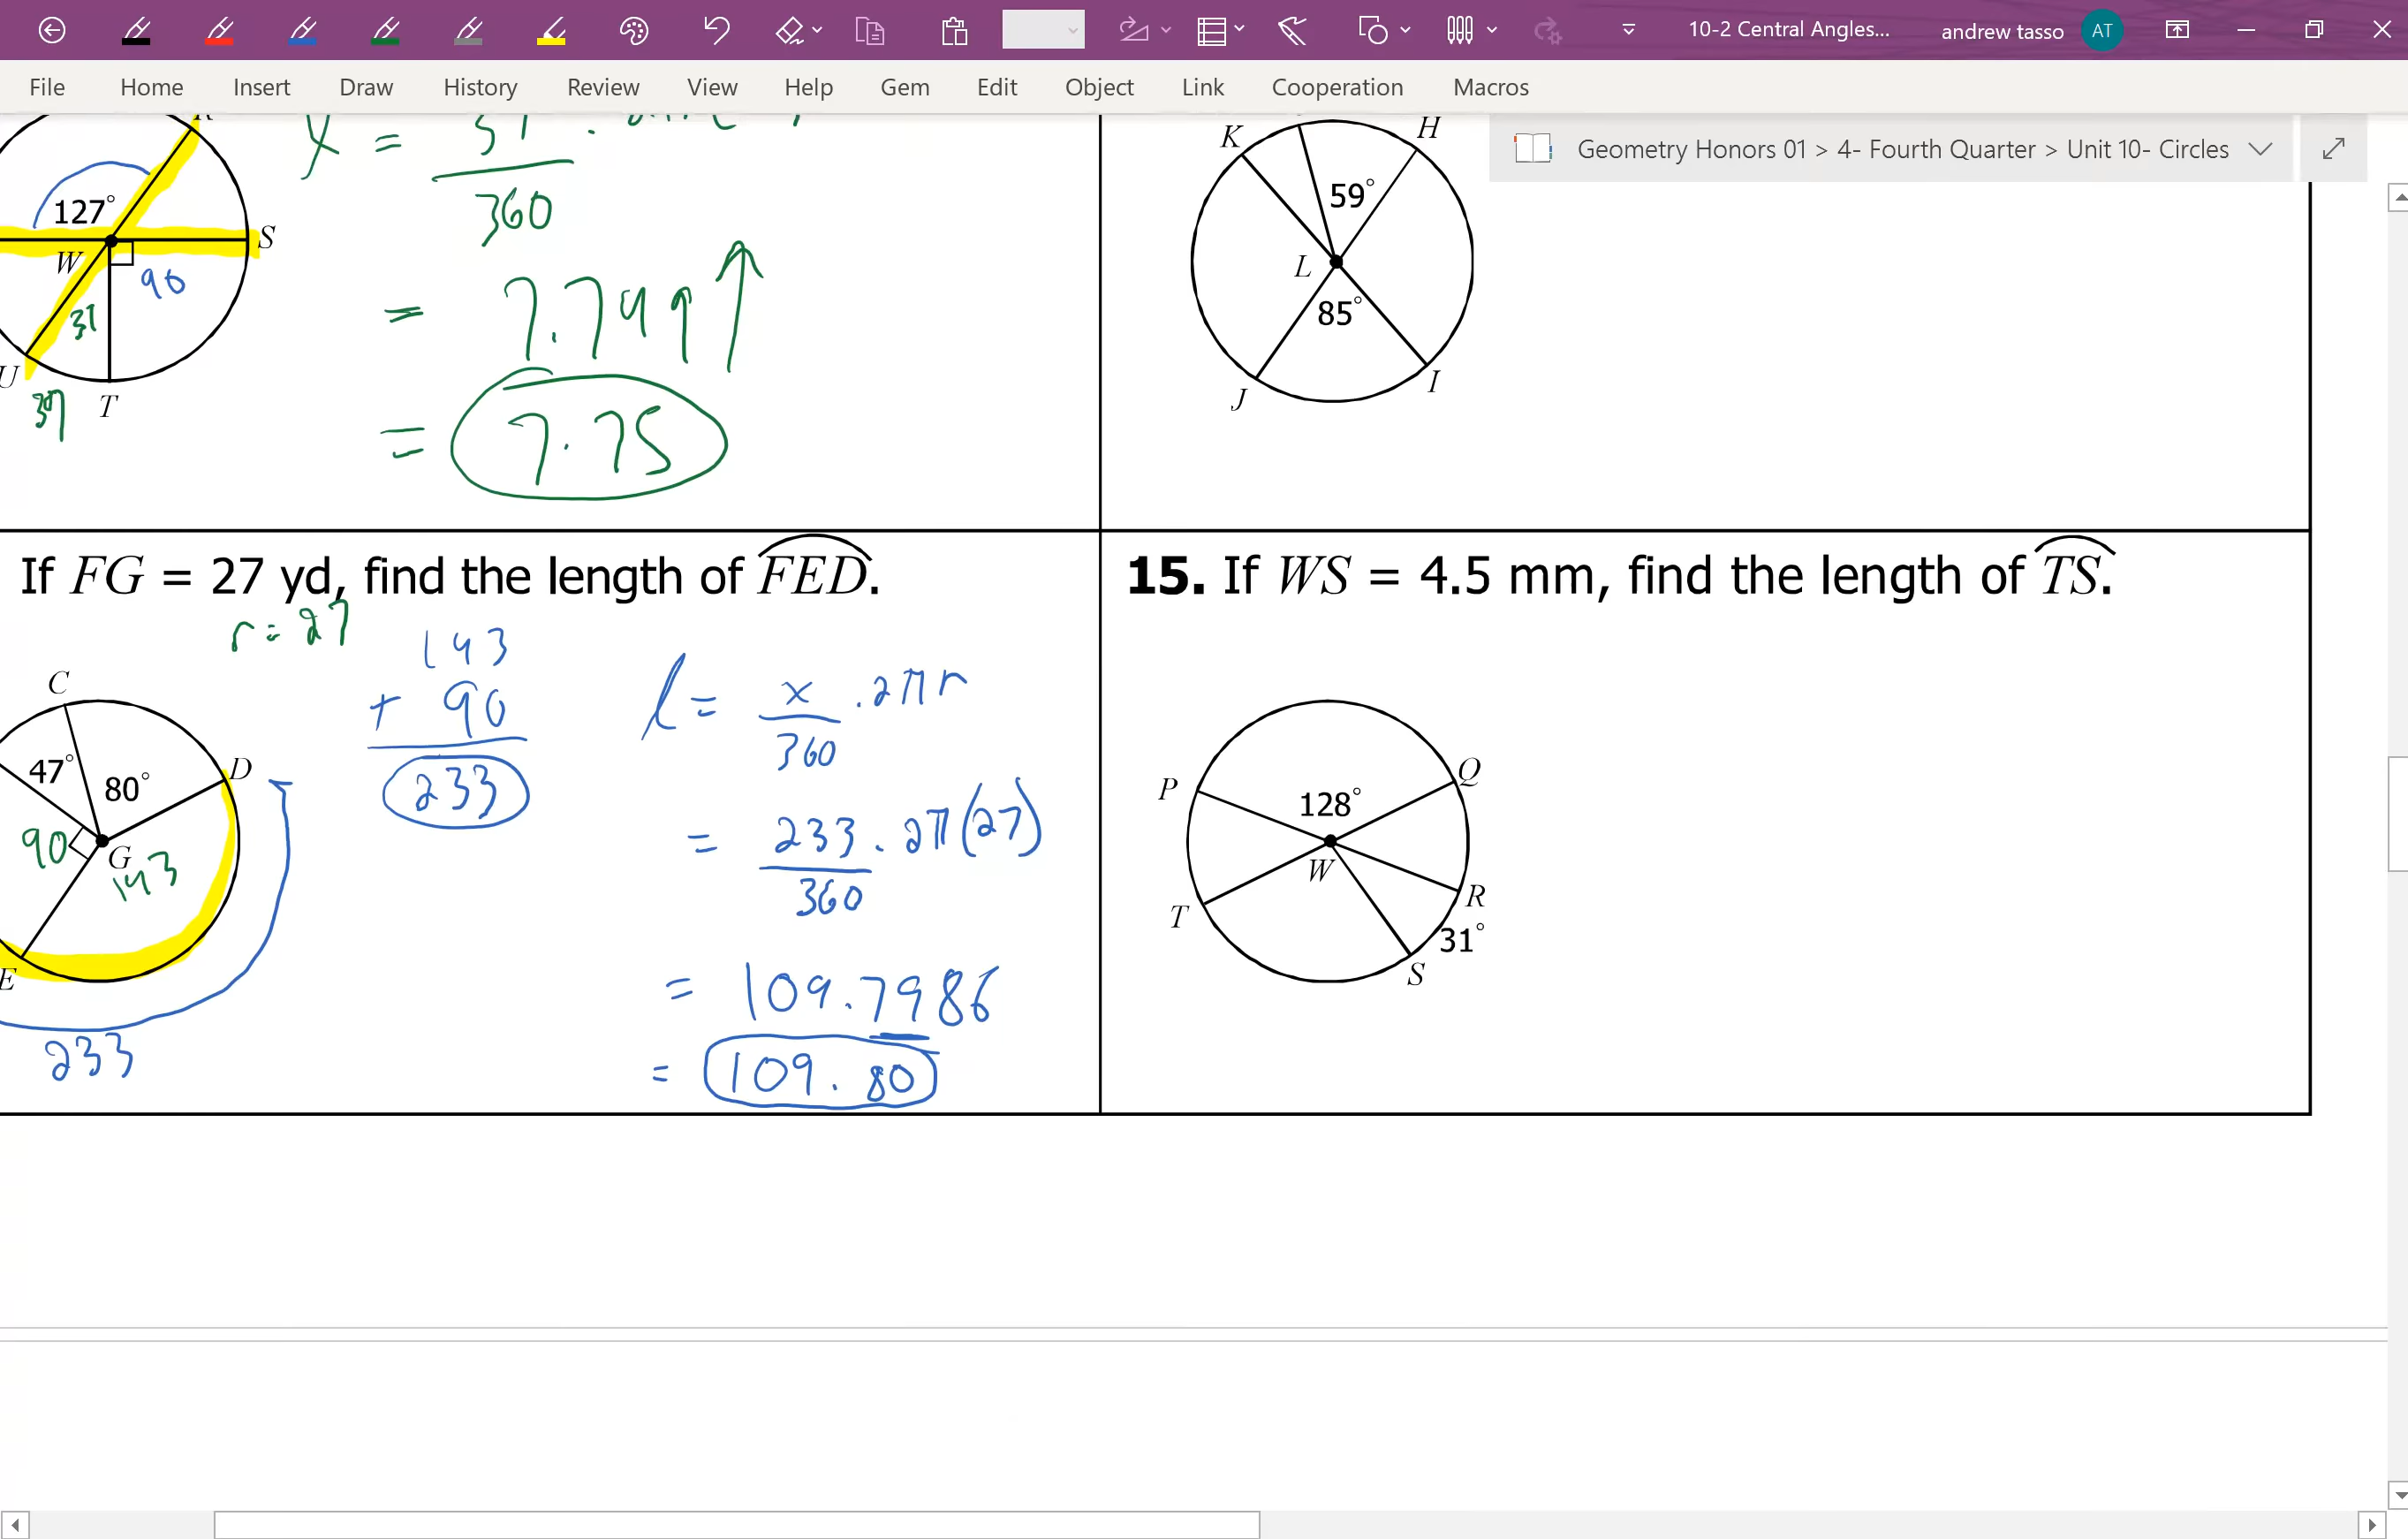 10-2 Central Angles...
andrew tasso
AT
File Home Insert Draw History Review View Help Gem Edit Object Link Cooperation Macros
Geometry Honors 01 > 4- Fourth Quarter > Unit 10- Circles
127°
S
W
90
37
U
37
T
=
360
= 7.799
= 7.75
K
H
59°
L
85°
J
I
If FG = 27 yd, find the length of FED.
r = 27
C
47°
80°
D
90
G
143
E
233
143
+ 90
233
l = x/360 · 2πr
= 233/360 · 2π(27)
= 109.7986
= 109.80
15. If WS = 4.5 mm, find the length of TS.
P
Q
128°
W
R
T
31°
S